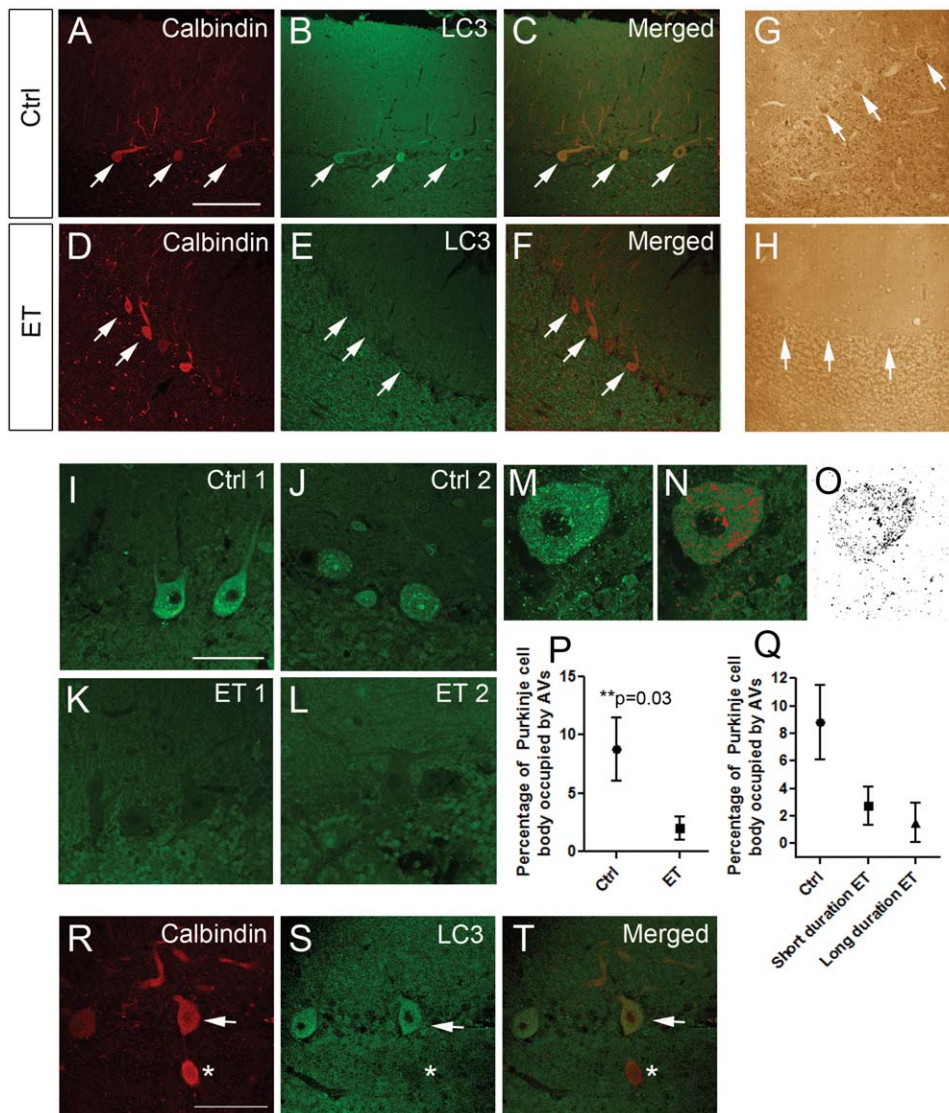 Ctrl
A Calbindin
B LC3
C Merged
G
ET
D Calbindin
E LC3
F Merged
H
I Ctrl 1
J Ctrl 2
M
N
O
K ET 1
L ET 2
P
Percentage of Purkinje cell
body occupied by AVs
15
10
5
0
**p=0.03
Ctrl
ET
Q
Percentage of Purkinje cell
body occupied by AVs
12
10
8
6
4
2
0
Ctrl
Short duration ET
Long duration ET
R Calbindin
*
S LC3
*
T Merged
*